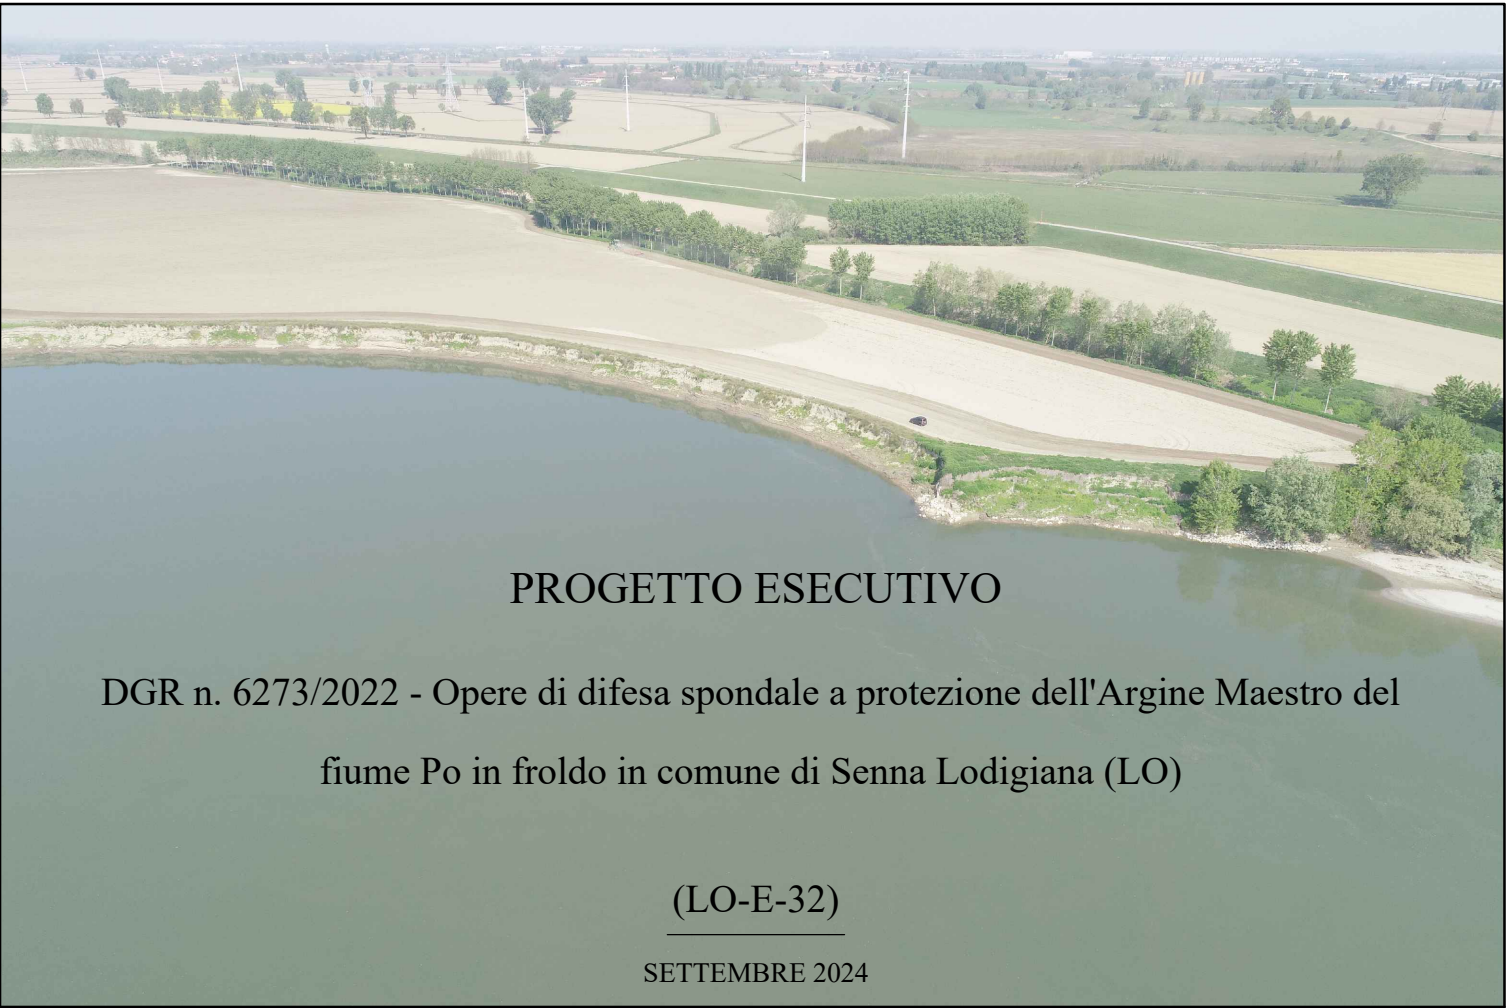 PROGETTO ESECUTIVO
DGR n. 6273/2022 - Opere di difesa spondale a protezione dell'Argine Maestro del
fiume Po in froldo in comune di Senna Lodigiana (LO)
(LO-E-32)
SETTEMBRE 2024